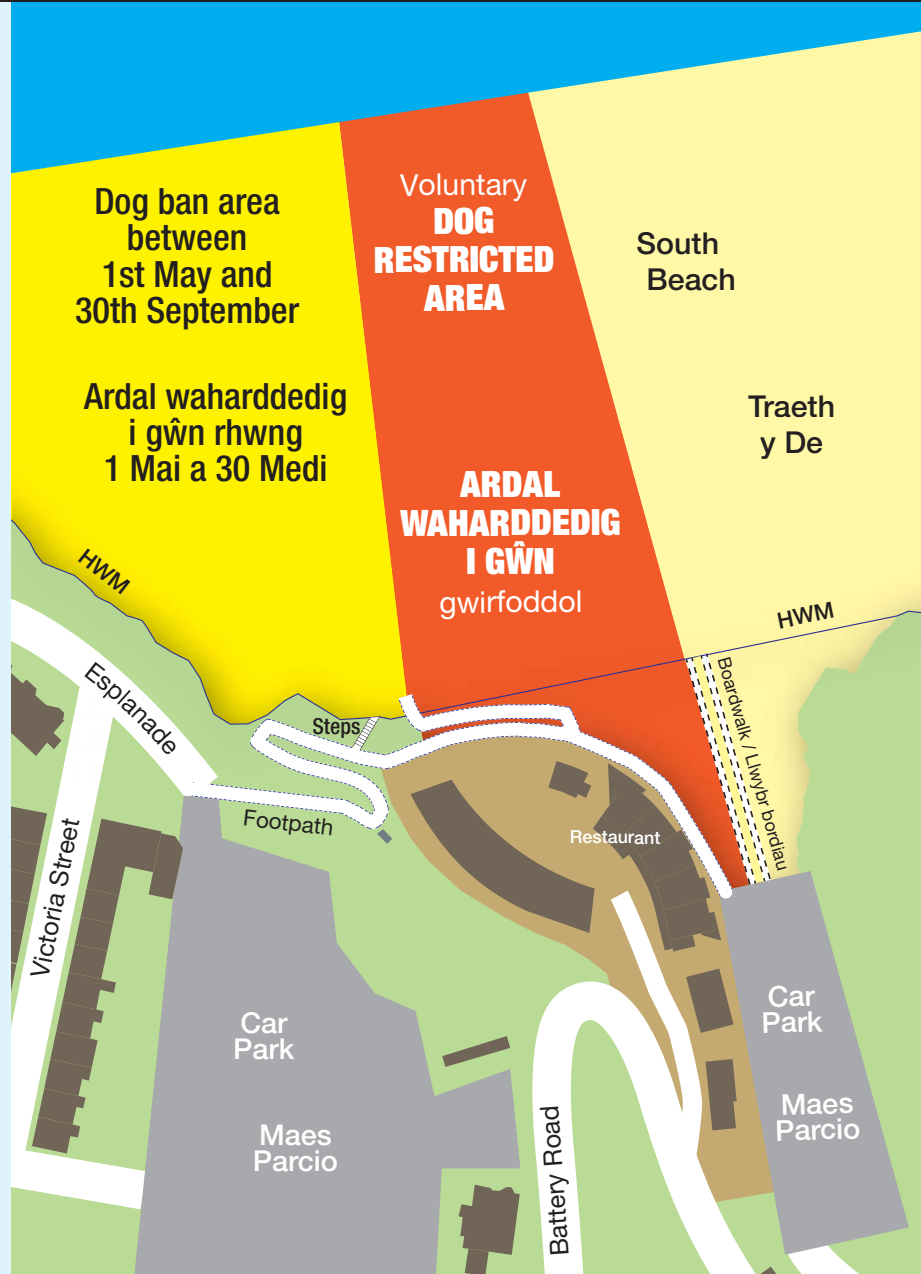 Dog ban area
between
1st May and
30th September
Ardal waharddedig
i gŵn rhwng
1 Mai a 30 Medi
Voluntary
DOG
RESTRICTED
AREA
ARDAL
WAHARDDEDIG
I GŴN
gwirfoddol
South
Beach
Traeth
y De
HWM
HWM
Esplanade
Steps
Footpath
Victoria Street
Restaurant
Boardwalk / Llwybr bordiau
Car
Park
Maes
Parcio
Battery Road
Car
Park
Maes
Parcio